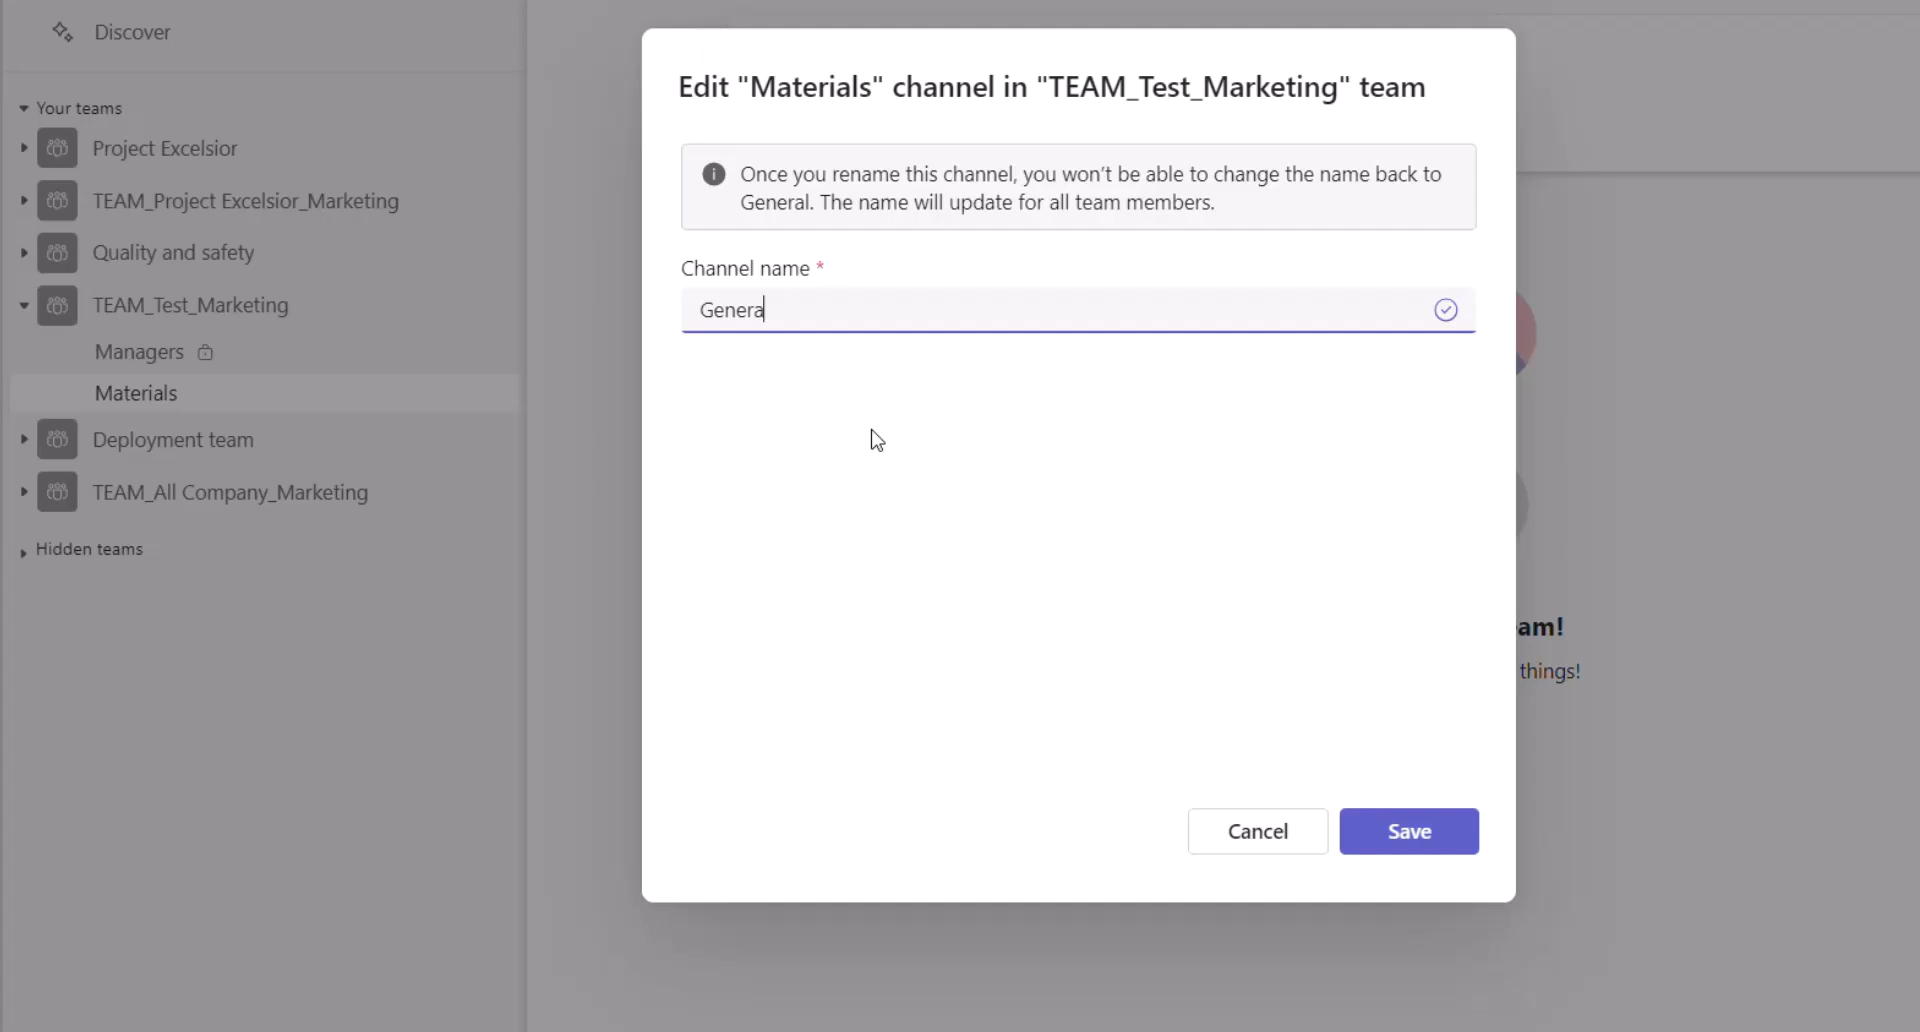 Discover
Your teams
Project Excelsior
TEAM_Project Excelsior_Marketing
Quality and safety
TEAM_Test_Marketing
Managers
Materials
Deployment team
TEAM_All Company_Marketing
Hidden teams
Edit "Materials" channel in "TEAM_Test_Marketing" team
Once you rename this channel, you won't be able to change the name back to
General. The name will update for all team members.
Channel name *
Genera
eam!
things!
Cancel
Save